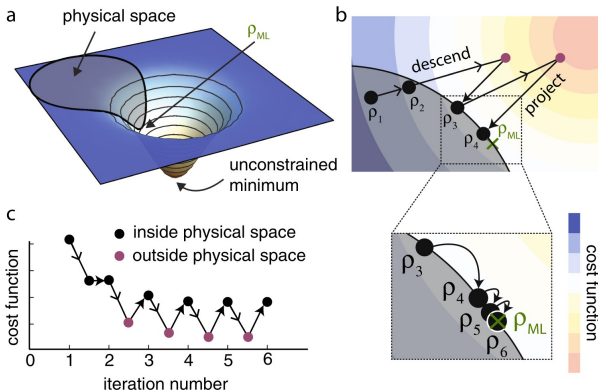 a
physical space
ρML
unconstrained
minimum
b
descend
project
ρ1
ρ2
ρ3
ρ4
ρML
ρ3
ρ4
ρ5
ρ6
ρML
cost function
c
inside physical space
outside physical space
cost function
0 1 2 3 4 5 6
iteration number